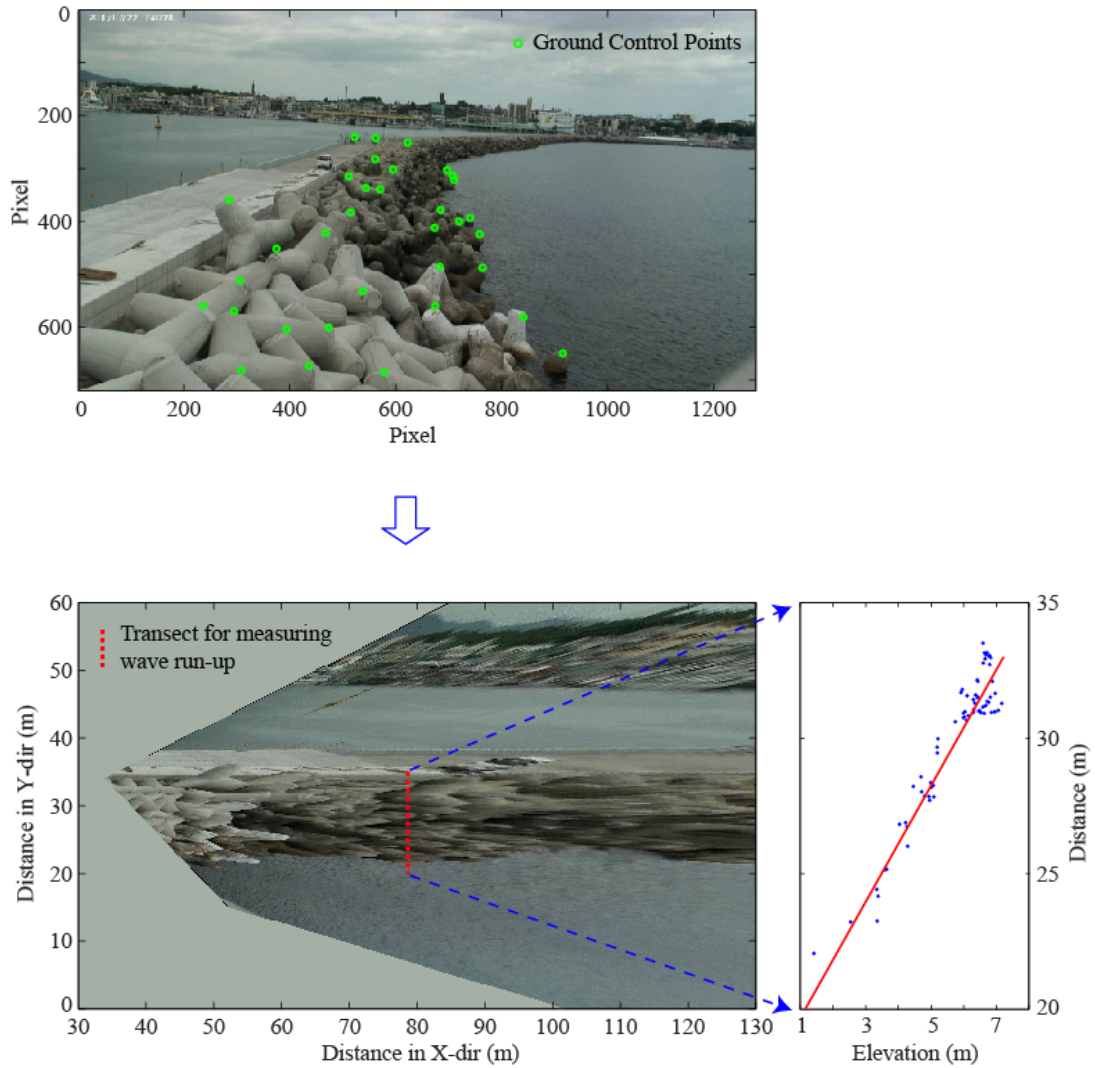 0
200
400
600
Pixel
Ground Control Points
0 200 400 600 800 1000 1200
Pixel
60
50
40
30
20
10
0
Distance in Y-dir (m)
Transect for measuring
wave run-up
30 40 50 60 70 80 90 100 110 120 130
Distance in X-dir (m)
35
30
25
20
Distance (m)
1 3 5 7
Elevation (m)